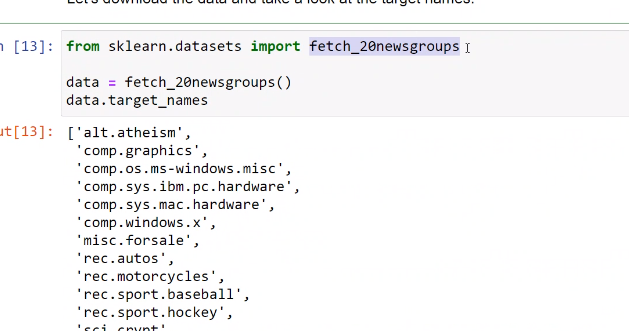 Let's download the data and take a look at the target names.
[13]: from sklearn.datasets import fetch_20newsgroups
data = fetch_20newsgroups()
data.target_names
ut[13]: ['alt.atheism',
'comp.graphics',
'comp.os.ms-windows.misc',
'comp.sys.ibm.pc.hardware',
'comp.sys.mac.hardware',
'comp.windows.x',
'misc.forsale',
'rec.autos',
'rec.motorcycles',
'rec.sport.baseball',
'rec.sport.hockey',
'sci.crypt'